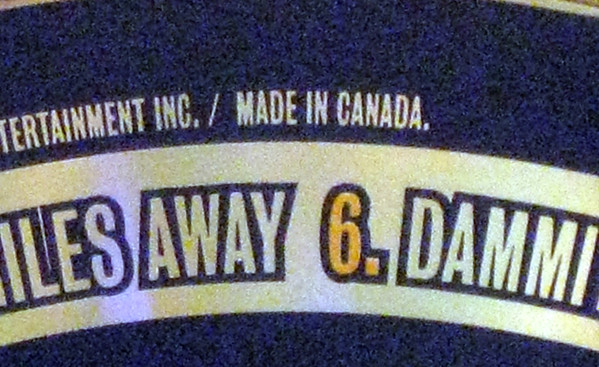 TERTAINMENT INC. / MADE IN CANADA.
ILES AWAY 6. DAMMI